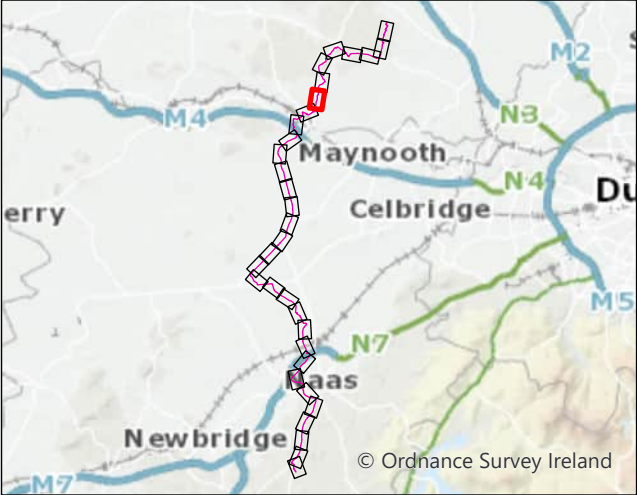 M2
N3
M4
Maynooth
N4
Du
erry
Celbridge
M5
N7
Naas
Newbridge
© Ordnance Survey Ireland
M7